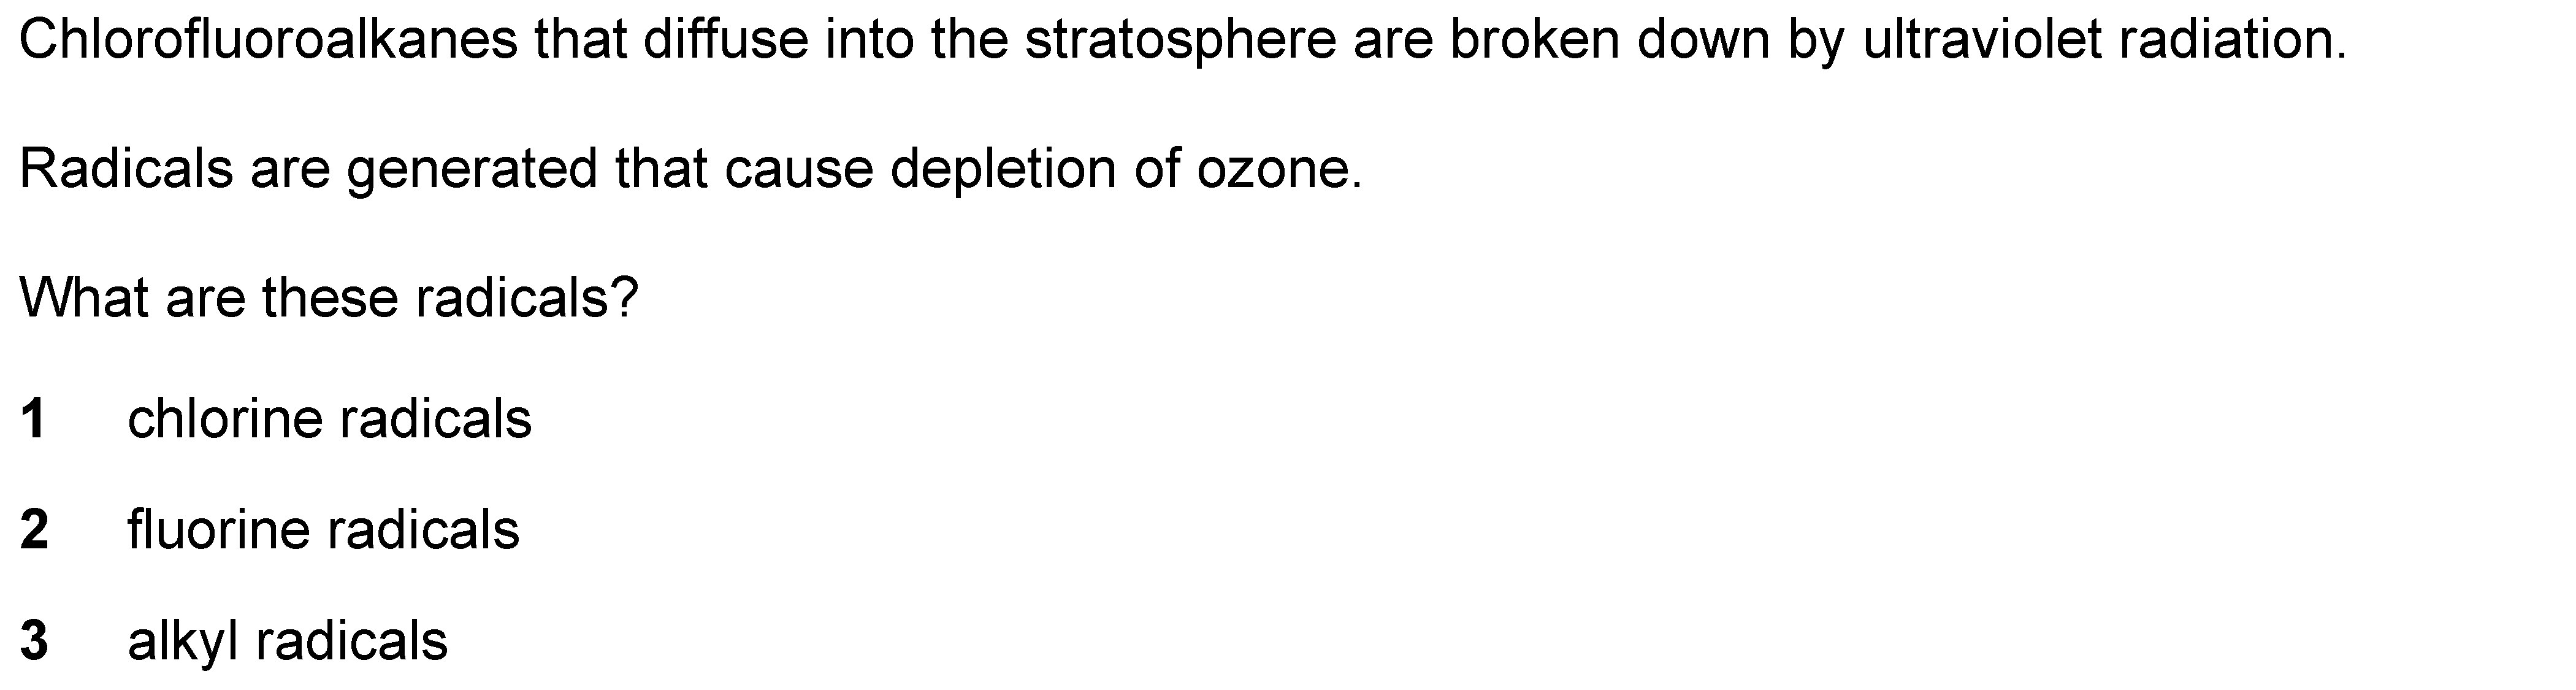 Chlorofluoroalkanes that diffuse into the stratosphere are broken down by ultraviolet radiation.
Radicals are generated that cause depletion of ozone.
What are these radicals?
1 chlorine radicals
2 fluorine radicals
3 alkyl radicals